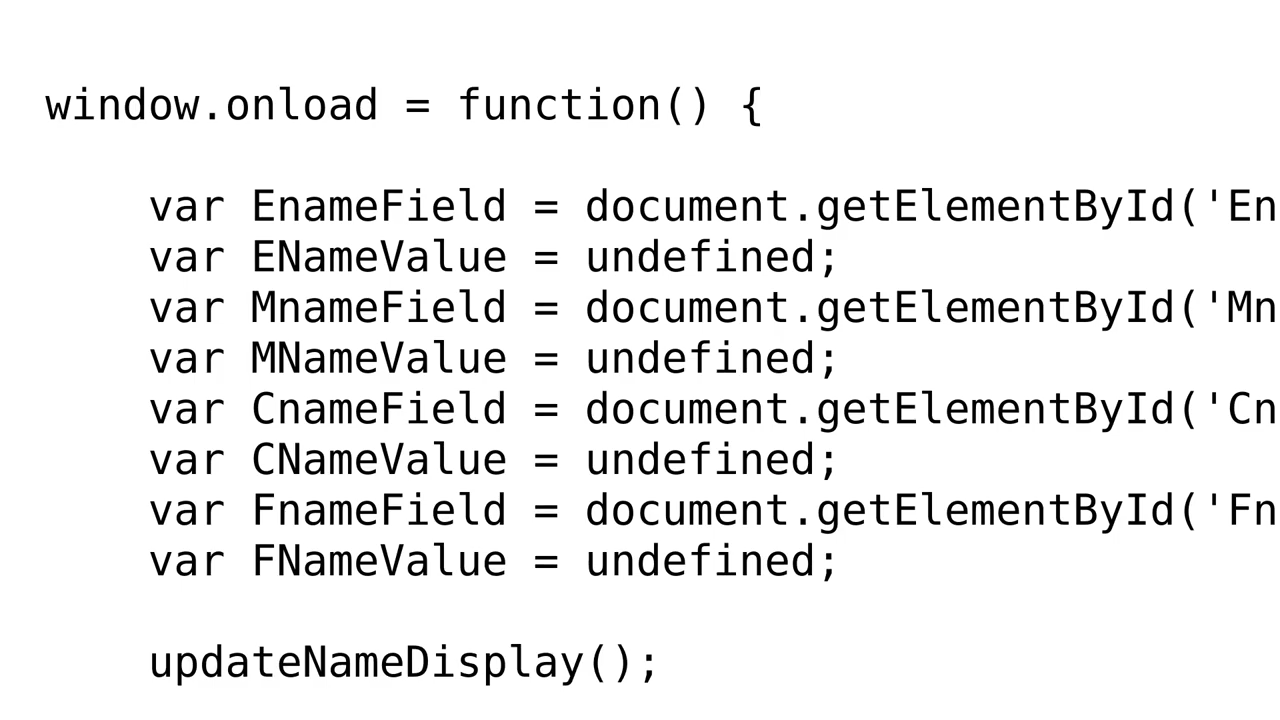 window.onload = function() {
var EnameField = document.getElementById('En
var ENameValue = undefined;
var MnameField = document.getElementById('Mn
var MNameValue = undefined;
var CnameField = document.getElementById('Cn
var CNameValue = undefined;
var FnameField = document.getElementById('Fn
var FNameValue = undefined;
updateNameDisplay();